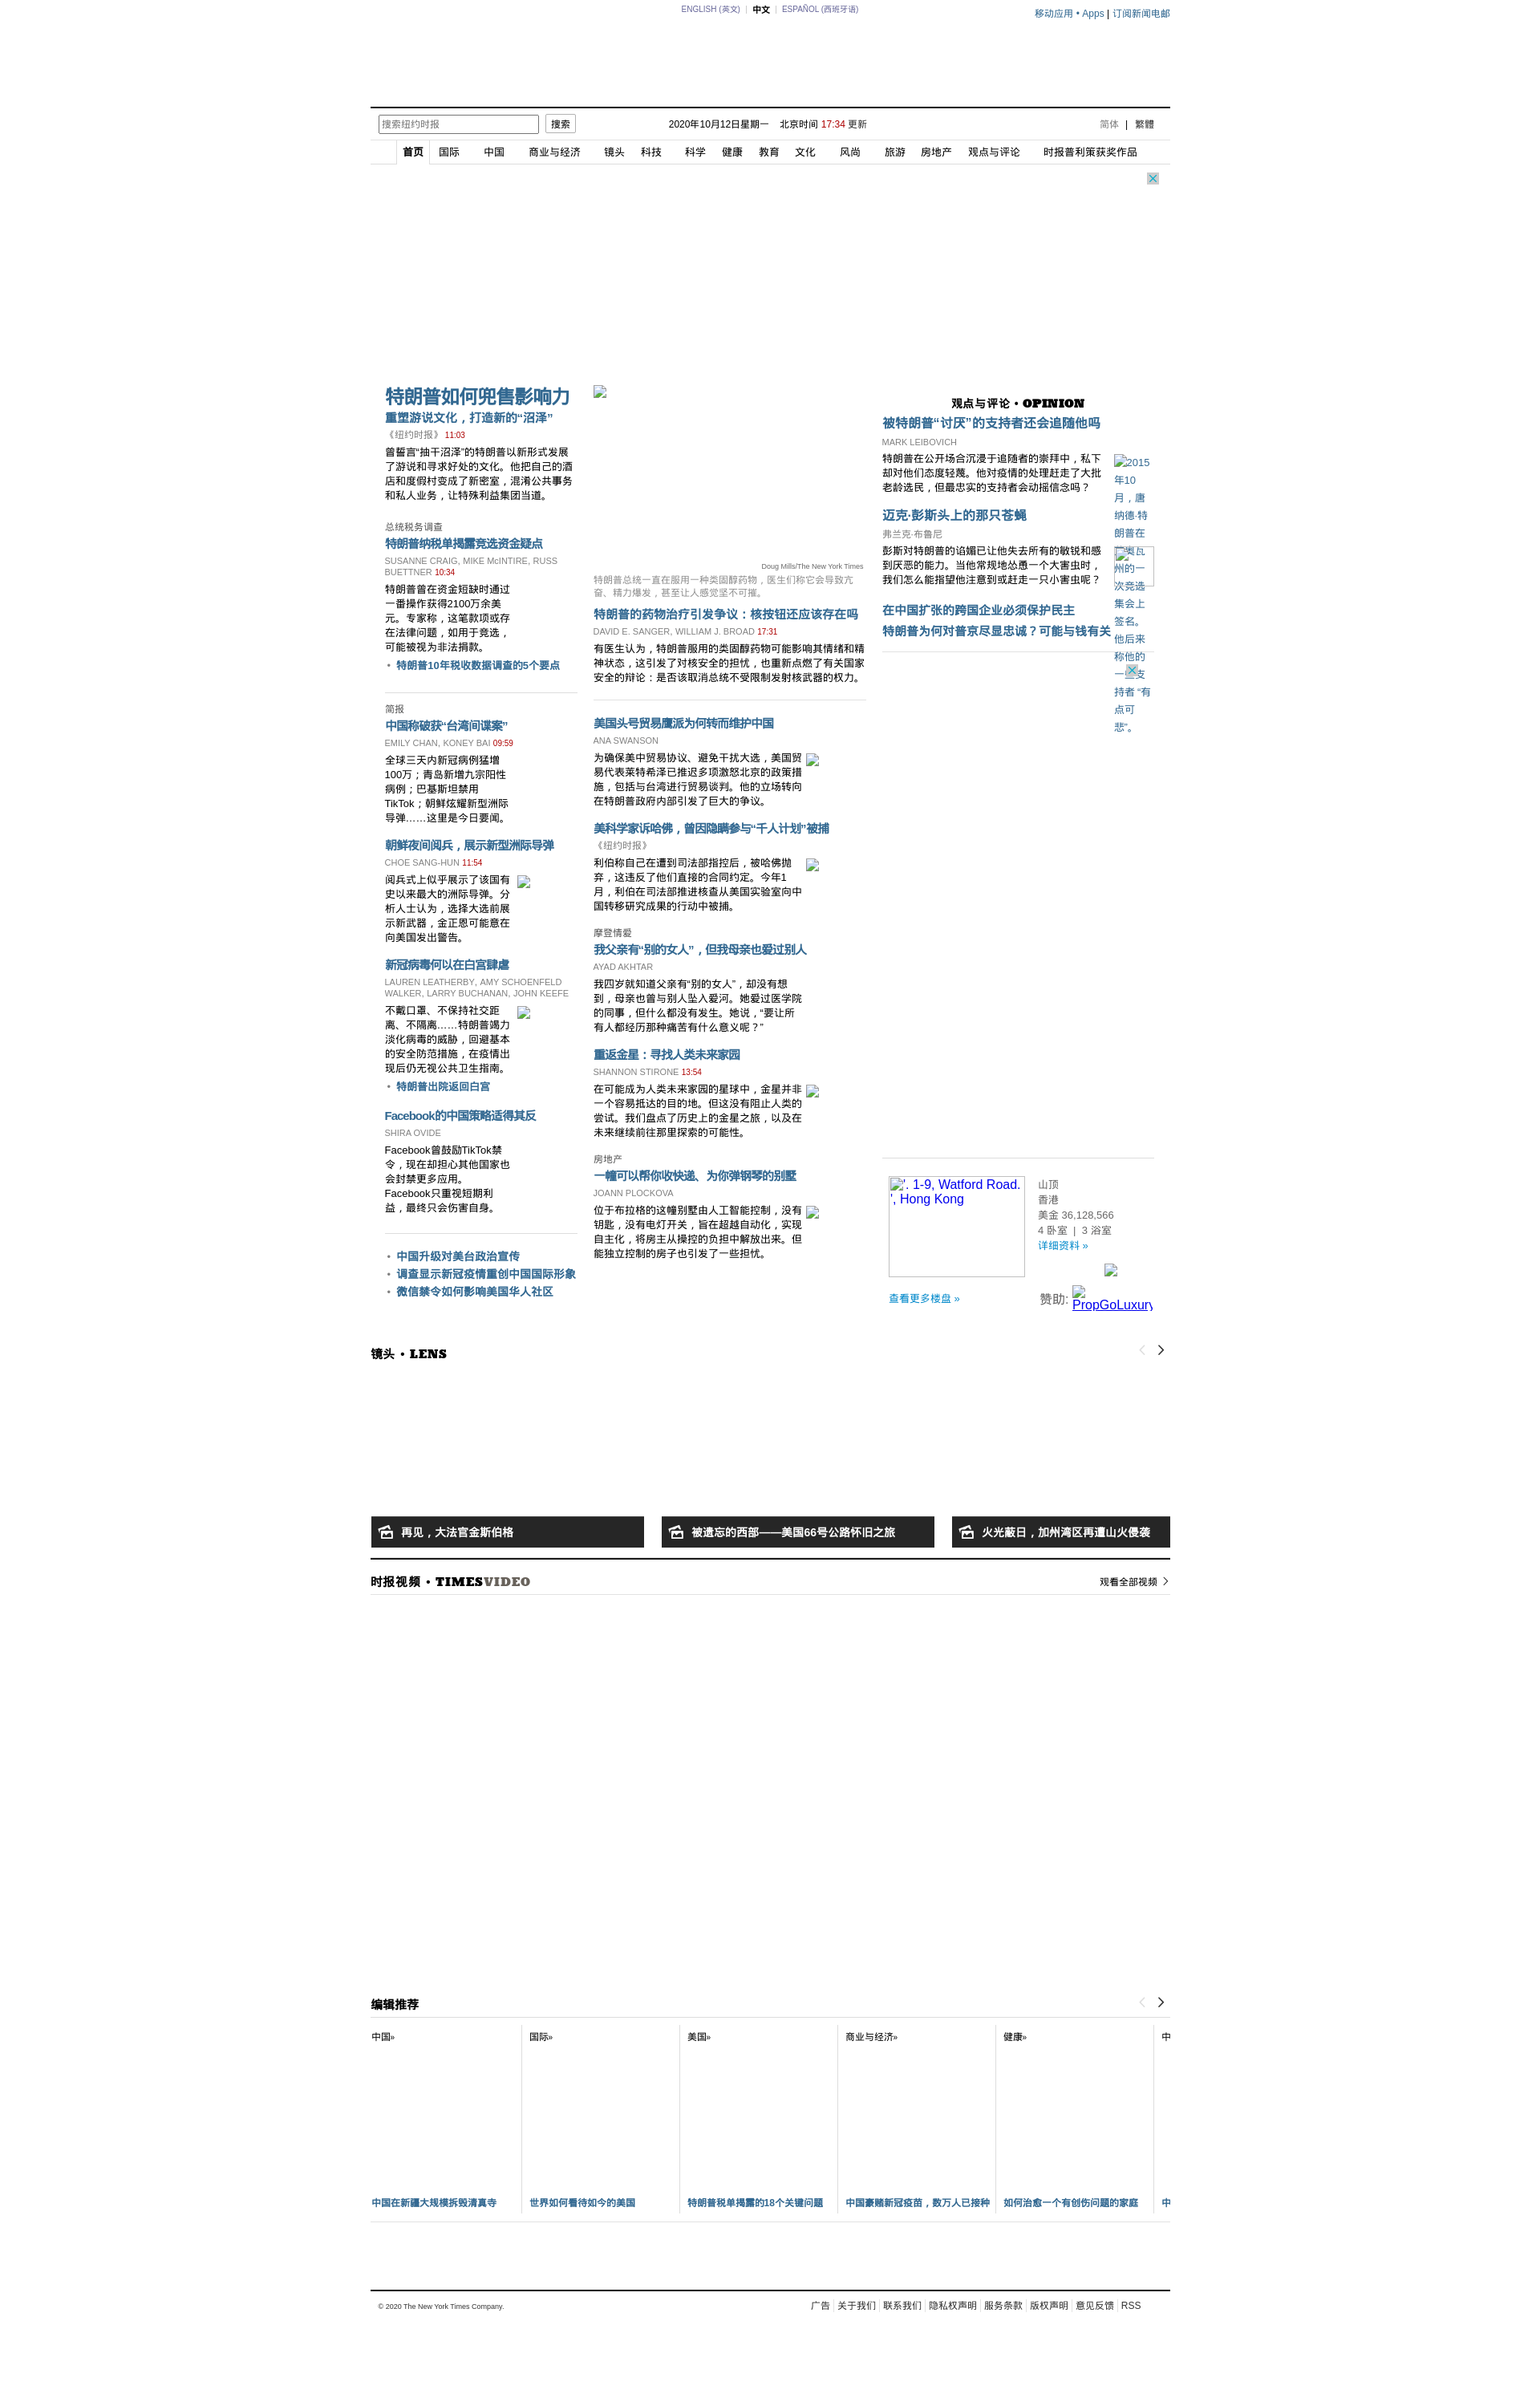 ENGLISH (英文) | 中文 | ESPAÑOL (西班牙语)
移动应用 • Apps | 订阅新闻电邮
搜索纽约时报 搜索 2020年10月12日星期一 北京时间 17:34 更新 简体 | 繁體
首页 国际 中国 商业与经济 镜头 科技 科学 健康 教育 文化 风尚 旅游 房地产 观点与评论 时报普利策获奖作品
特朗普如何兜售影响力
重塑游说文化，打造新的“沼泽”
《纽约时报》 11:03
曾誓言“抽干沼泽”的特朗普以新形式发展
了游说和寻求好处的文化。他把自己的酒
店和度假村变成了新密室，混淆公共事务
和私人业务，让特殊利益集团当道。
总统税务调查
特朗普纳税单揭露竞选资金疑点
SUSANNE CRAIG, MIKE McINTIRE, RUSS
BUETTNER 10:34
特朗普曾在资金短缺时通过
一番操作获得2100万余美
元。专家称，这笔款项或存
在法律问题，如用于竞选，
可能被视为非法捐款。
• 特朗普10年税收数据调查的5个要点
简报
中国称破获“台湾间谍案”
EMILY CHAN, KONEY BAI 09:59
全球三天内新冠病例猛增
100万；青岛新增九宗阳性
病例；巴基斯坦禁用
TikTok；朝鲜炫耀新型洲际
导弹……这里是今日要闻。
朝鲜夜间阅兵，展示新型洲际导弹
CHOE SANG-HUN 11:54
阅兵式上似乎展示了该国有
史以来最大的洲际导弹。分
析人士认为，选择大选前展
示新武器，金正恩可能意在
向美国发出警告。
新冠病毒何以在白宫肆虐
LAUREN LEATHERBY, AMY SCHOENFELD
WALKER, LARRY BUCHANAN, JOHN KEEFE
不戴口罩、不保持社交距
离、不隔离……特朗普竭力
淡化病毒的威胁，回避基本
的安全防范措施，在疫情出
现后仍无视公共卫生指南。
• 特朗普出院返回白宫
Facebook的中国策略适得其反
SHIRA OVIDE
Facebook曾鼓励TikTok禁
令，现在却担心其他国家也
会封禁更多应用。
Facebook只重视短期利
益，最终只会伤害自身。
• 中国升级对美台政治宣传
• 调查显示新冠疫情重创中国国际形象
• 微信禁令如何影响美国华人社区
Doug Mills/The New York Times
特朗普总统一直在服用一种类固醇药物，医生们称它会导致亢
奋、精力爆发，甚至让人感觉坚不可摧。
特朗普的药物治疗引发争议：核按钮还应该存在吗
DAVID E. SANGER, WILLIAM J. BROAD 17:31
有医生认为，特朗普服用的类固醇药物可能影响其情绪和精
神状态，这引发了对核安全的担忧，也重新点燃了有关国家
安全的辩论：是否该取消总统不受限制发射核武器的权力。
美国头号贸易鹰派为何转而维护中国
ANA SWANSON
为确保美中贸易协议、避免干扰大选，美国贸
易代表莱特希泽已推迟多项激怒北京的政策措
施，包括与台湾进行贸易谈判。他的立场转向
在特朗普政府内部引发了巨大的争议。
美科学家诉哈佛，曾因隐瞒参与“千人计划”被捕
《纽约时报》
利伯称自己在遭到司法部指控后，被哈佛抛
弃，这违反了他们直接的合同约定。今年1
月，利伯在司法部推进核查从美国实验室向中
国转移研究成果的行动中被捕。
摩登情爱
我父亲有“别的女人”，但我母亲也爱过别人
AYAD AKHTAR
我四岁就知道父亲有“别的女人”，却没有想
到，母亲也曾与别人坠入爱河。她爱过医学院
的同事，但什么都没有发生。她说，“要让所
有人都经历那种痛苦有什么意义呢？”
重返金星：寻找人类未来家园
SHANNON STIRONE 13:54
在可能成为人类未来家园的星球中，金星并非
一个容易抵达的目的地。但这没有阻止人类的
尝试。我们盘点了历史上的金星之旅，以及在
未来继续前往那里探索的可能性。
房地产
一幢可以帮你收快递、为你弹钢琴的别墅
JOANN PLOCKOVA
位于布拉格的这幢别墅由人工智能控制，没有
钥匙，没有电灯开关，旨在超越自动化，实现
自主化，将房主从操控的负担中解放出来。但
能独立控制的房子也引发了一些担忧。
观点与评论 • OPINION
被特朗普“讨厌”的支持者还会追随他吗
MARK LEIBOVICH
特朗普在公开场合沉浸于追随者的崇拜中，私下
却对他们态度轻蔑。他对疫情的处理赶走了大批
老龄选民，但最忠实的支持者会动摇信念吗？
2015
年10
月，唐
纳德·特
朗普在
州的一
次竞选
集会上
签名。
他后来
称他的
持者 “有
点可
悲”。
迈克·彭斯头上的那只苍蝇
弗兰克·布鲁尼
彭斯对特朗普的谄媚已让他失去所有的敏锐和感
到厌恶的能力。当他常规地怂恿一个大害虫时，
我们怎么能指望他注意到或赶走一只小害虫呢？
在中国扩张的跨国企业必须保护民主
特朗普为何对普京尽显忠诚？可能与钱有关
'. 1-9, Watford Road.
', Hong Kong
山顶
香港
美金 36,128,566
4 卧室 | 3 浴室
详细资料 »
查看更多楼盘 »
赞助: PropGoLuxury
镜头 • LENS
再见，大法官金斯伯格
被遗忘的西部——美国66号公路怀旧之旅
火光蔽日，加州湾区再遭山火侵袭
时报视频 • TIMESVIDEO
观看全部视频
编辑推荐
中国» 国际» 美国» 商业与经济» 健康» 中
中国在新疆大规模拆毁清真寺 世界如何看待如今的美国 特朗普税单揭露的18个关键问题 中国豪赌新冠疫苗，数万人已接种 如何治愈一个有创伤问题的家庭 中
© 2020 The New York Times Company.
广告 | 关于我们 | 联系我们 | 隐私权声明 | 服务条款 | 版权声明 | 意见反馈 | RSS